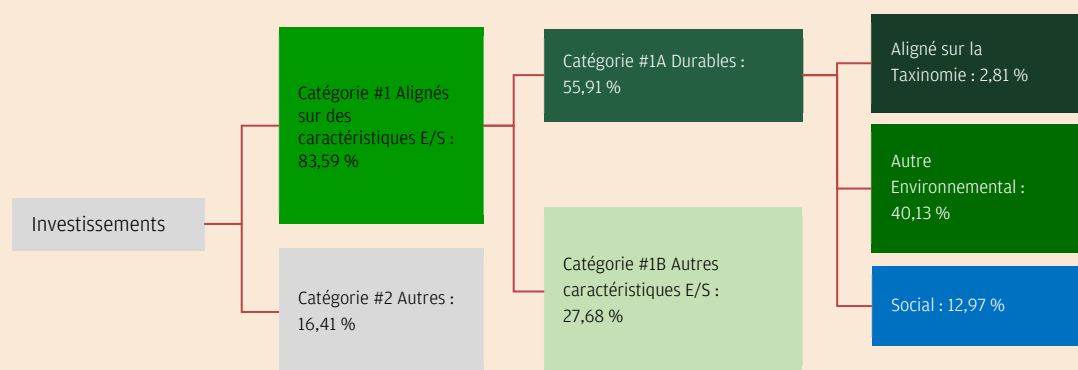 Investissements
Catégorie #1 Alignés
sur des
caractéristiques E/S :
83,59 %
Catégorie #2 Autres :
16,41 %
Catégorie #1A Durables :
55,91 %
Catégorie #1B Autres
caractéristiques E/S :
27,68 %
Aligné sur la
Taxinomie : 2,81 %
Autre
Environnemental :
40,13 %
Social : 12,97 %